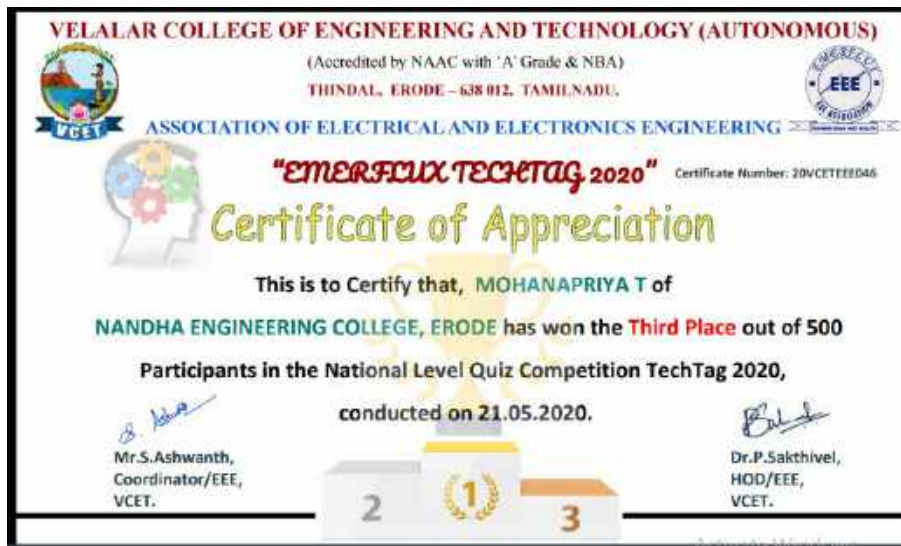 VELALAR COLLEGE OF ENGINEERING AND TECHNOLOGY (AUTONOMOUS)
(Accredited by NAAC with 'A' Grade & NBA)
THINDAL, ERODE – 638 012, TAMILNADU.
VCET
EMERFLUX
EEE
EEE ASSOCIATION
ASSOCIATION OF ELECTRICAL AND ELECTRONICS ENGINEERING
"EMERFLUX TECHTAG 2020"
Certificate Number: 20VCETEEE046
Certificate of Appreciation
This is to Certify that, MOHANAPRIYA T of
NANDHA ENGINEERING COLLEGE, ERODE has won the Third Place out of 500
Participants in the National Level Quiz Competition TechTag 2020,
conducted on 21.05.2020.
Mr.S.Ashwanth,
Coordinator/EEE,
VCET.
Dr.P.Sakthivel,
HOD/EEE,
VCET.
2
1
3